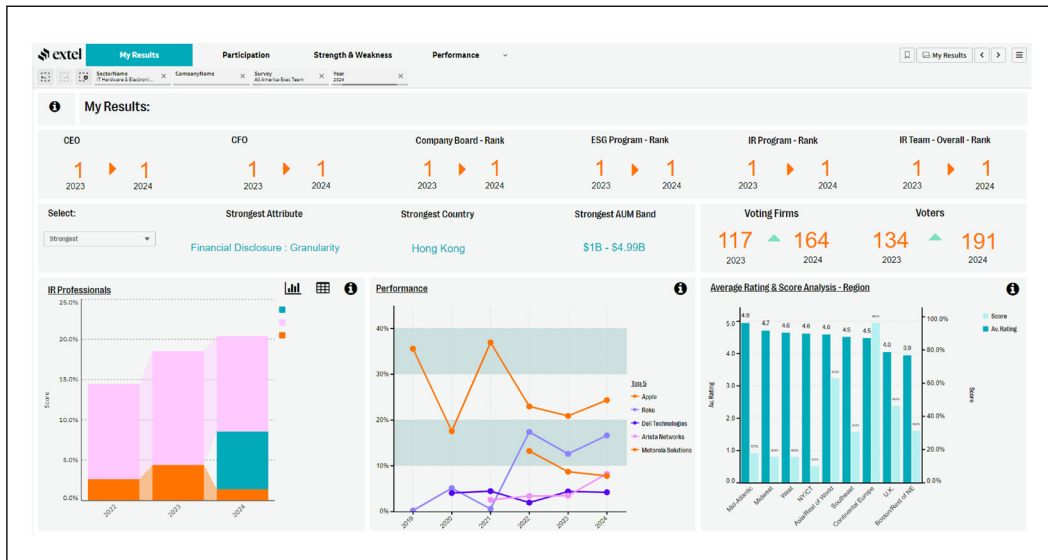 extel
My Results
Participation
Strength & Weakness
Performance
My Results
SectorName
IT Hardware & Electroni...
CompanyName
Survey
All America Exec Team
Year
2024
My Results:
CEO
1 1
2023 2024
CFO
1 1
2023 2024
Company Board - Rank
1 1
2023 2024
ESG Program - Rank
1 1
2023 2024
IR Program - Rank
1 1
2023 2024
IR Team - Overall - Rank
1 1
2023 2024
Select:
Strongest
Strongest Attribute
Financial Disclosure : Granularity
Strongest Country
Hong Kong
Strongest AUM Band
$1B - $4.99B
Voting Firms
117 164
2023 2024
Voters
134 191
2023 2024
IR Professionals
25.0%
20.0%
15.0%
10.0%
5.0%
0.0%
Score
2022
2023
2024
Performance
40%
30%
20%
10%
0%
2019
2020
2021
2022
2023
2024
Top 5
Apple
Roku
Dell Technologies
Arista Networks
Motorola Solutions
Average Rating & Score Analysis - Region
Score
Av. Rating
5.0
4.0
3.0
2.0
1.0
0.0
Av. Rating
4.9
4.7
4.6
4.6
4.6
4.5
4.5
4.0
3.9
100.0%
80.0%
60.0%
40.0%
20.0%
0.0%
Score
Mid-Atlantic
Midwest
West
NY/CT
Asia/Rest of World
Southeast
Continental Europe
U.K.
Boston/Rest of NE